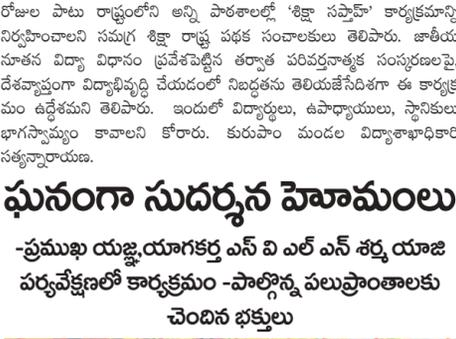 రోజుల పాటు రాష్ట్రంలోని అన్ని పాఠశాలల్లో ‘శిక్షా సప్తాహ్’ కార్యక్రమాన్ని
నిర్వహించాలని సమగ్ర శిక్షా రాష్ట్ర పథక సంచాలకులు తెలిపారు. జాతీయ
నూతన విద్యా విధానం ప్రవేశపెట్టిన తర్వాత పరివర్తనాత్మక సంస్కరణలపై,
దేశవ్యాప్తంగా విద్యాభివృద్ధి చేయడంలో నిబద్ధతను తెలియజేసేదిశగా ఈ కార్యక్ర
మం ఉద్దేశమని తెలిపారు. ఇందులో విద్యార్థులు, ఉపాధ్యాయులు, స్థానికులు
భాగస్వామ్యం కావాలని కోరారు. కురుపాం మండల విద్యాశాఖాధికారి
సత్యన్నారాయణ.
ఘనంగా సుదర్శన హెూమంలు
-ప్రముఖ యజ్ఞ,యాగకర్త ఎస్ వి ఎల్ ఎన్ శర్మ యాజి
పర్యవేక్షణలో కార్యక్రమం -పాల్గొన్న పలుప్రాంతాలకు
చెందిన భక్తులు